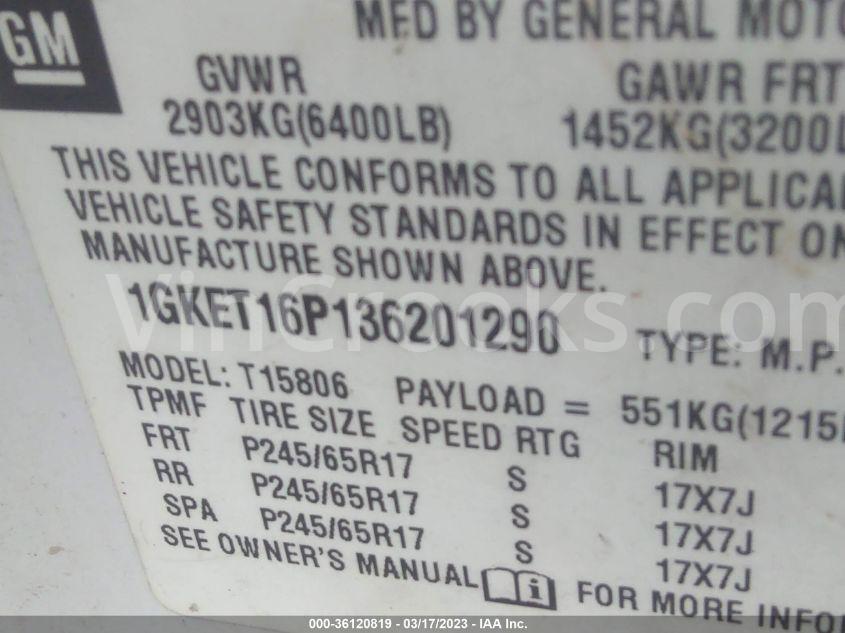 GM
MFD BY GENERAL MOTO
GVWR GAWR FRT
2903KG(6400LB) 1452KG(3200L
THIS VEHICLE CONFORMS TO ALL APPLICA
VEHICLE SAFETY STANDARDS IN EFFECT ON
MANUFACTURE SHOWN ABOVE.
VinCrooks.com
1GKET16P136201290 TYPE: M.P.
MODEL: T15806 PAYLOAD = 551KG(1215
TPMF TIRE SIZE SPEED RTG RIM
FRT P245/65R17 S 17X7J
RR P245/65R17 S 17X7J
SPA P245/65R17 S 17X7J
SEE OWNER'S MANUAL i FOR MORE INFO
000-36120819 - 03/17/2023 - IAA Inc.